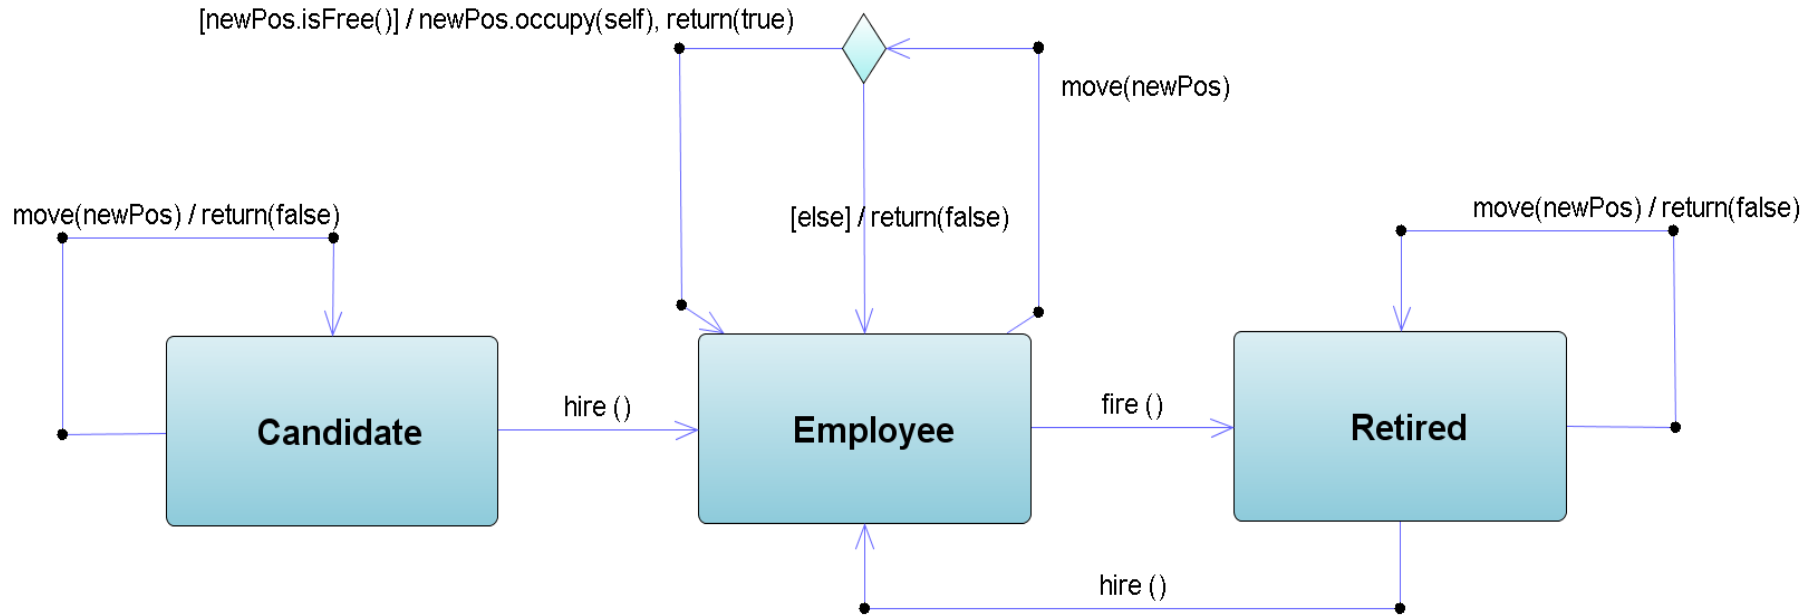 [newPos.isFree()] / newPos.occupy(self), return(true)
move(newPos)
move(newPos) / return(false)
[else] / return(false)
move(newPos) / return(false)
Candidate
hire ()
Employee
fire ()
Retired
hire ()